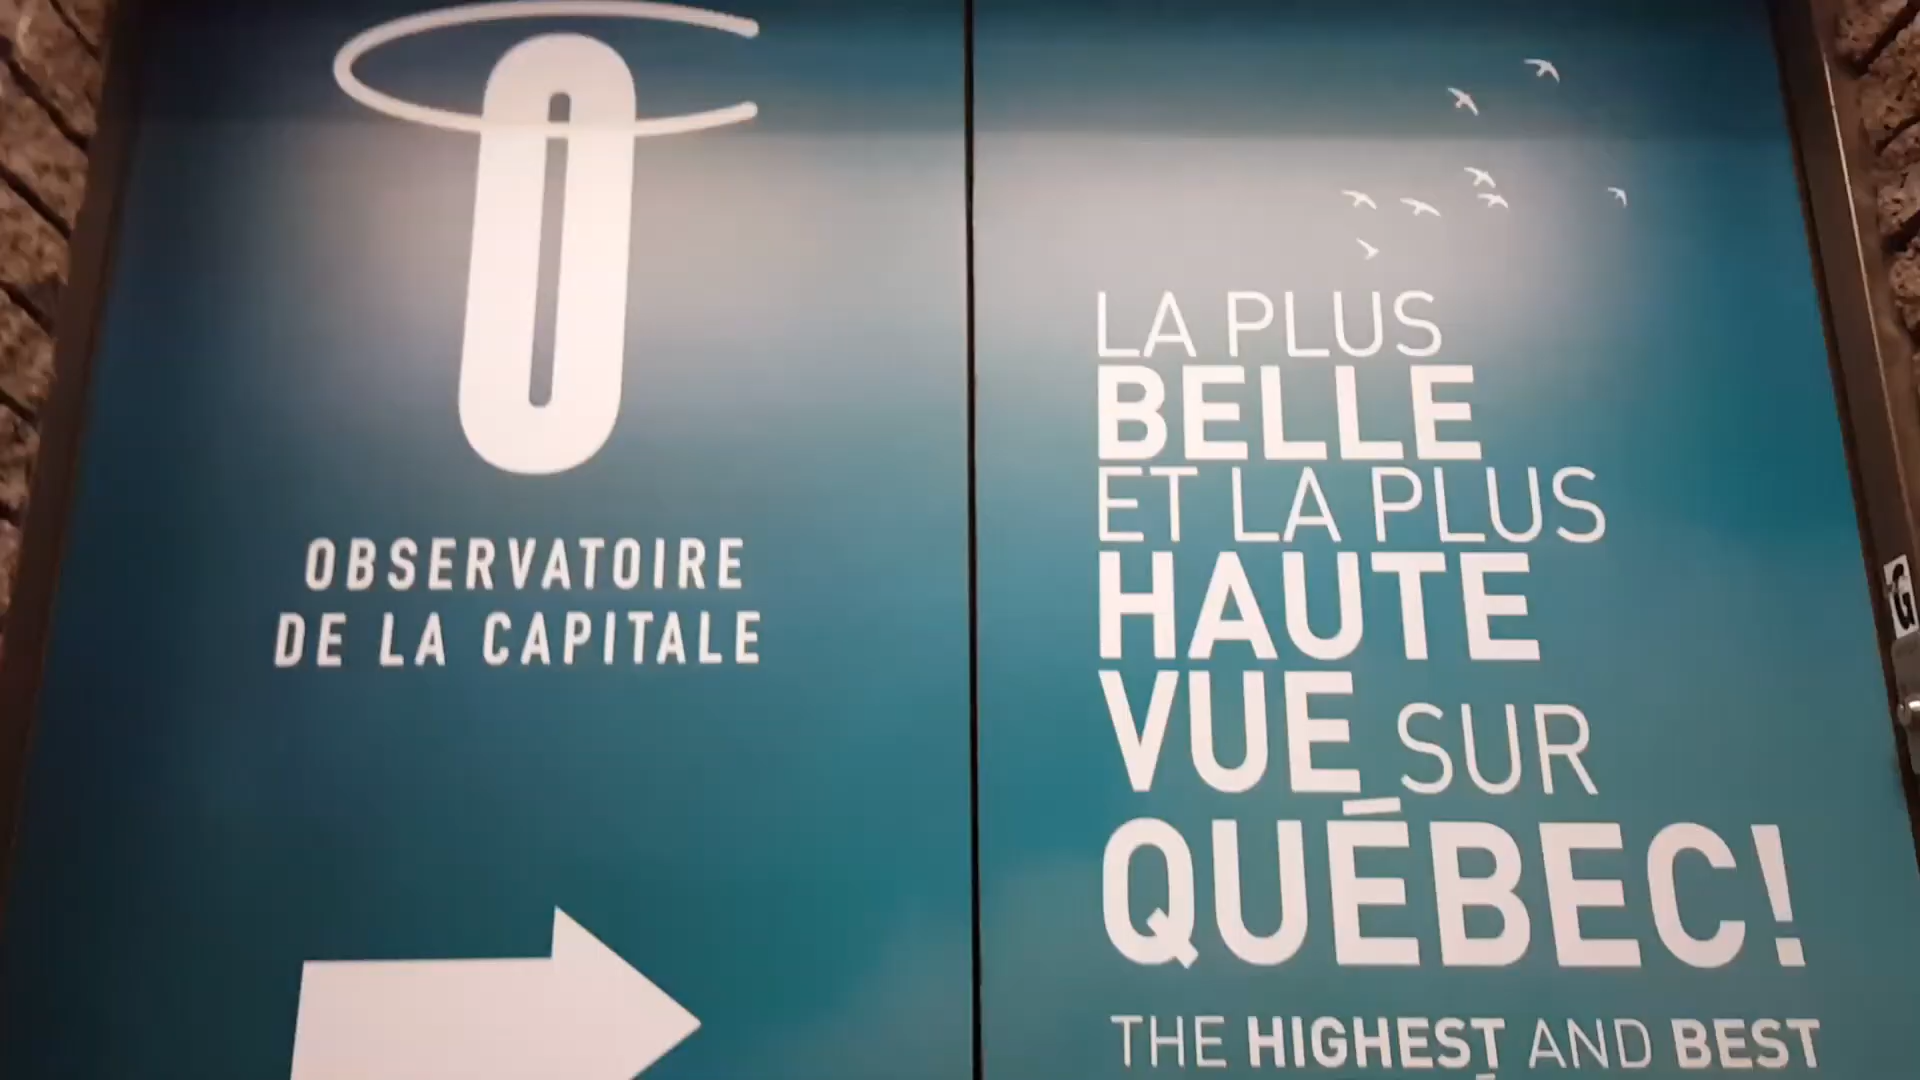 OBSERVATOIRE
DE LA CAPITALE
LA PLUS
BELLE
ET LA PLUS
HAUTE
VUE SUR
QUÉBEC!
THE HIGHEST AND BEST
G